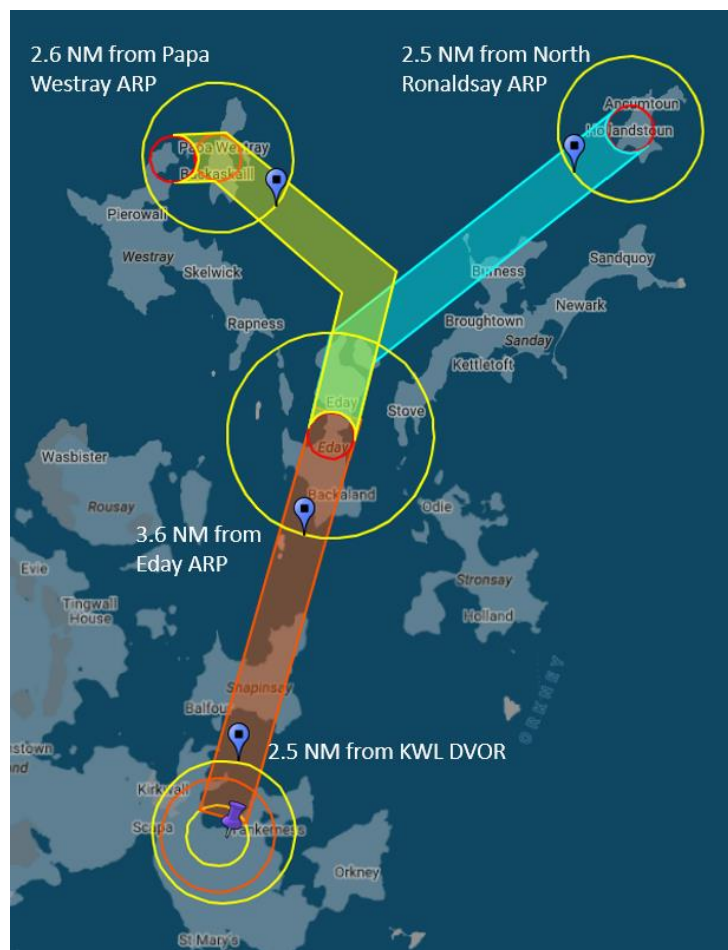 2.6 NM from Papa
Westray ARP
2.5 NM from North
Ronaldsay ARP
Ancumtoun
Hollandstoun
Papa Westray
Backaskaill
Pierowall
Westray
Skelwick
Rapness
Burness
Sandquoy
Newark
Broughtown
Sanday
Kettletoft
Stove
Eday
Eday
Wasbister
Rousay
Backaland
Odie
3.6 NM from
Eday ARP
Evie
Tingwall
House
Stronsay
Holland
Shapinsay
Balfour
ORKNEY
2.5 NM from KWL DVOR
Kirkwall
Scapa
Tankerness
Orkney
St Mary's